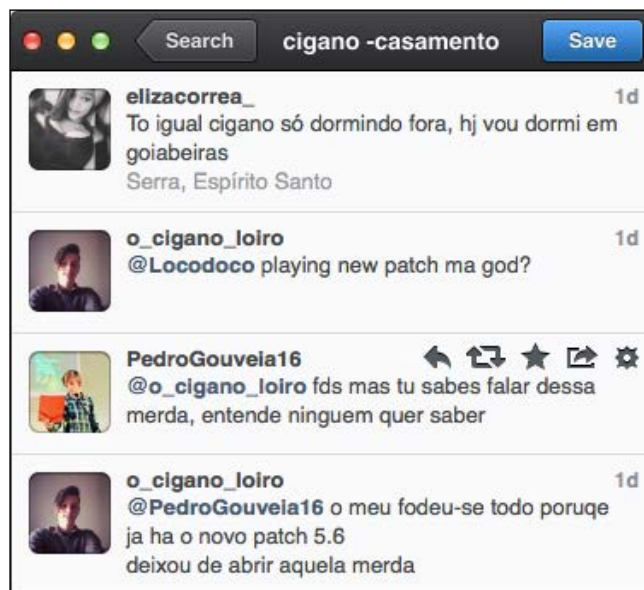 Search cigano -casamento Save
elizacorrea_ 1d
To igual cigano só dormindo fora, hj vou dormi em
goiabeiras
Serra, Espírito Santo
o_cigano_loiro 1d
@Locodoco playing new patch ma god?
PedroGouveia16
@o_cigano_loiro fds mas tu sabes falar dessa
merda, entende ninguem quer saber
o_cigano_loiro 1d
@PedroGouveia16 o meu fodeu-se todo poruqe
ja ha o novo patch 5.6
deixou de abrir aquela merda